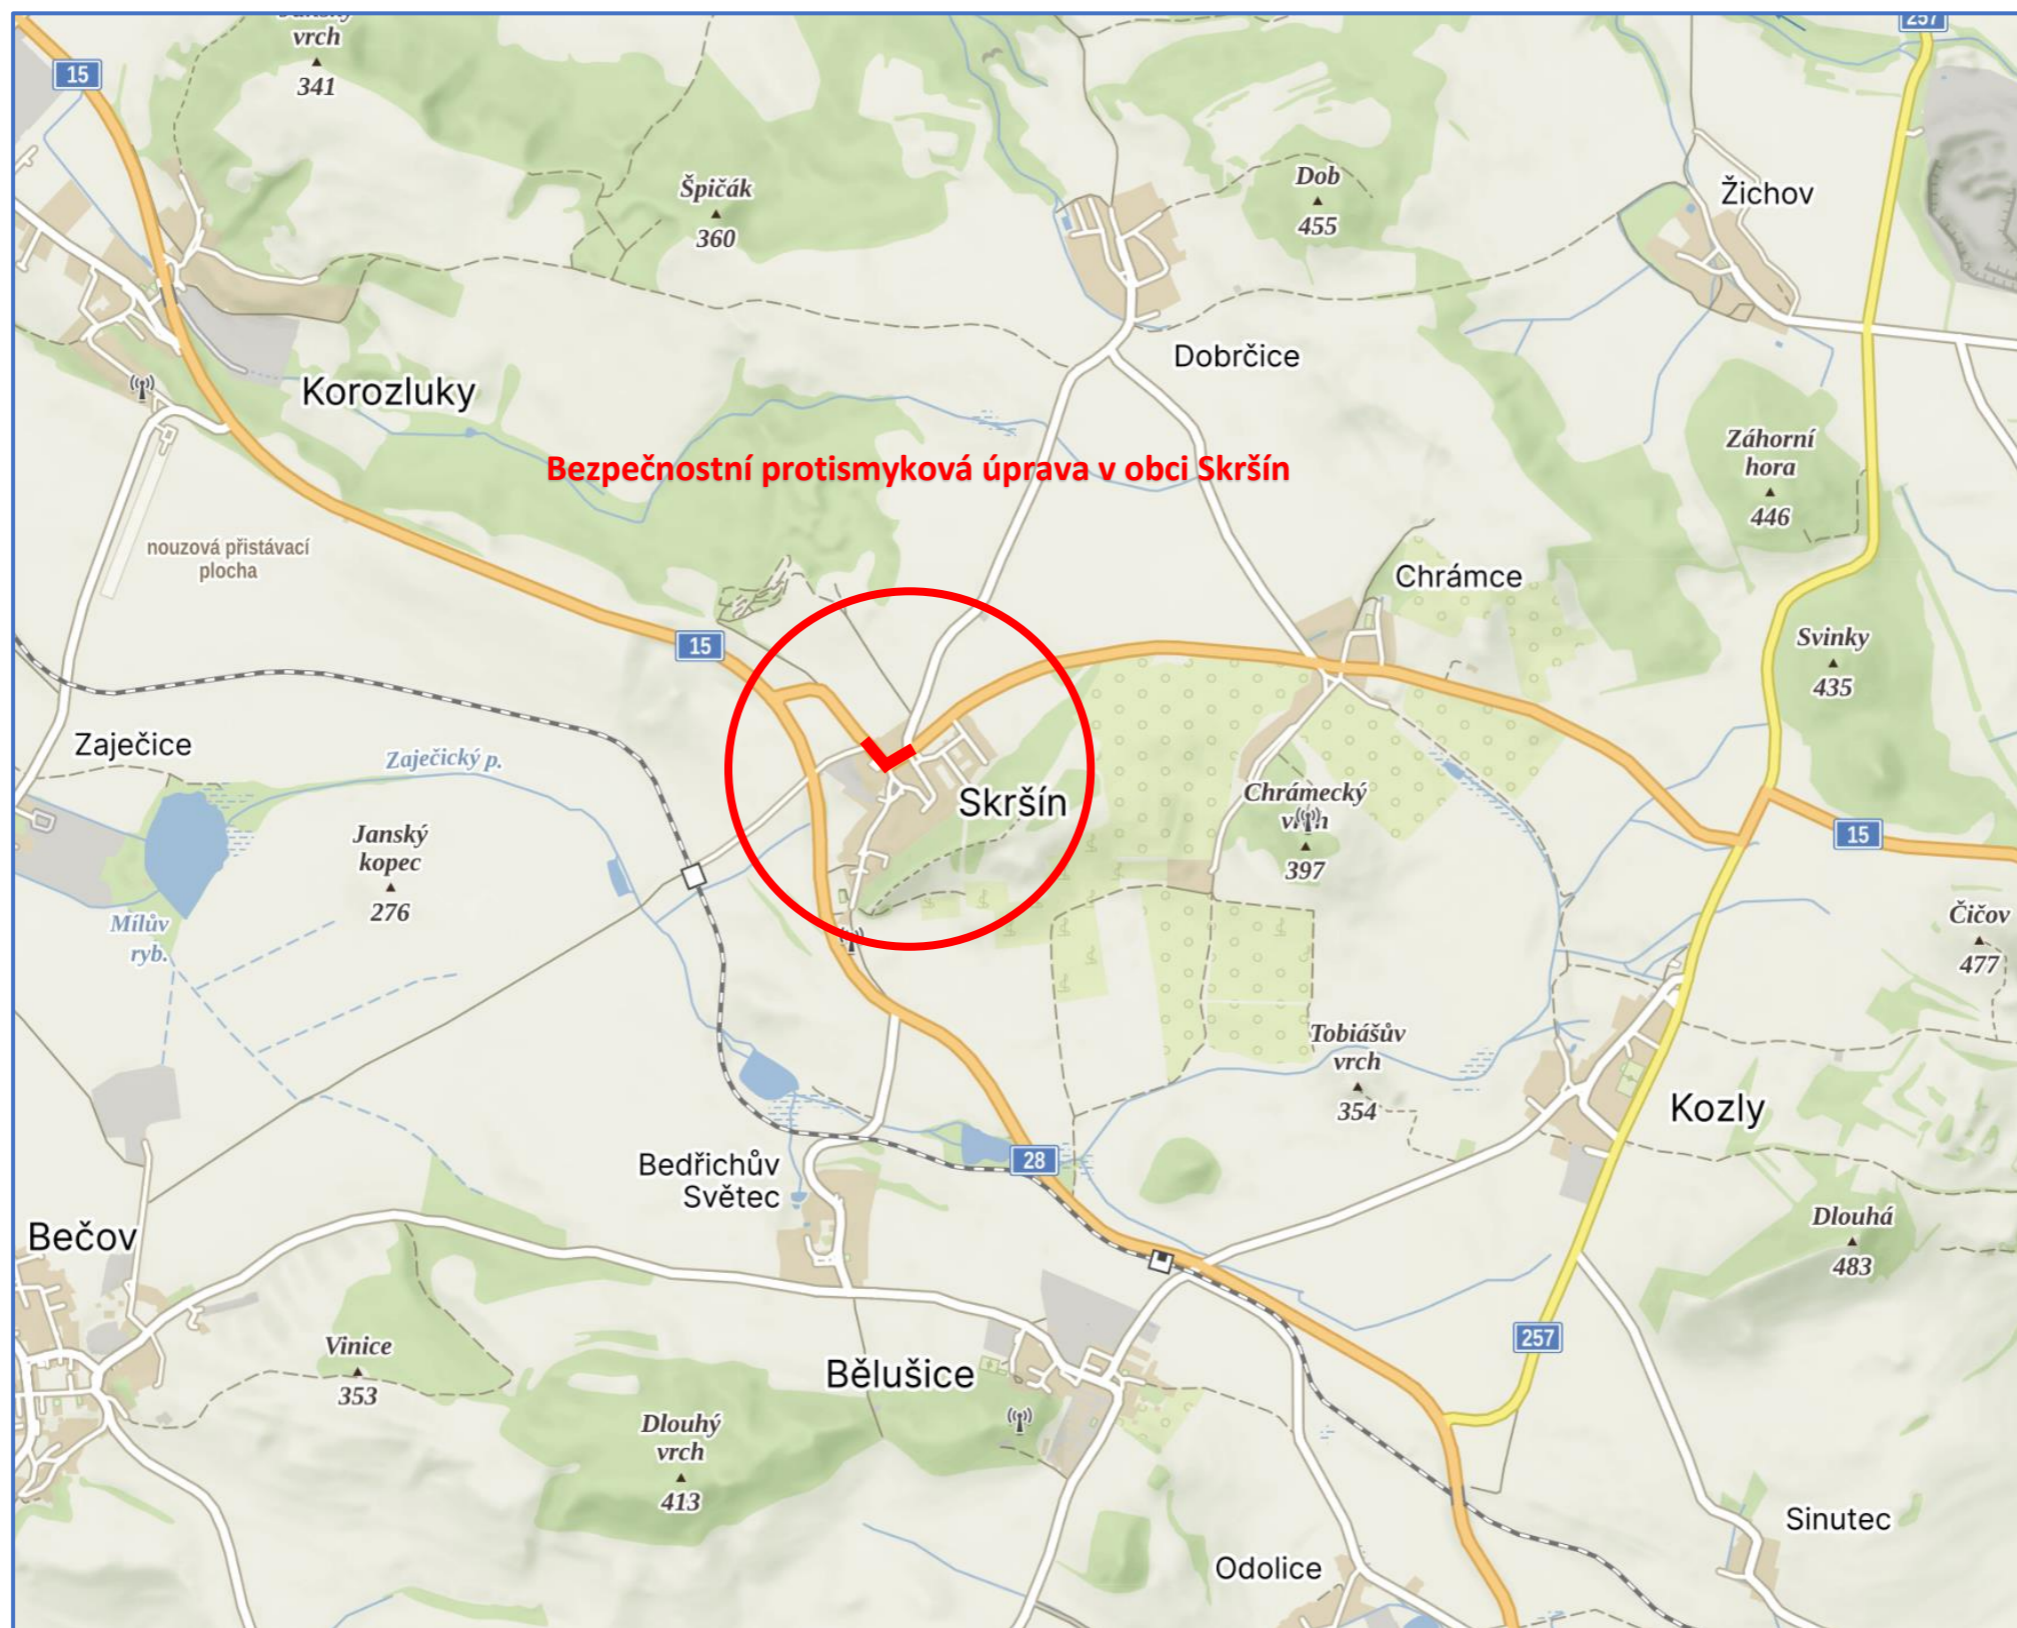 257
vrch
341
15
Špičák
360
Dob
455
Žichov
Dobrčice
Korozluky
Záhorní
hora
446
Bezpečnostní protismyková úprava v obci Skršín
nouzová přistávací
plocha
Chrámce
15
Svinky
435
Zaječice
Zaječický p.
Skršín
Chrámecký
397
Janský
kopec
276
15
Mílův
ryb.
Čičov
477
Tobiášův
vrch
354
Kozly
Bedřichův
Světec
28
Bečov
Dlouhá
483
257
Vinice
353
Bělušice
Dlouhý
vrch
413
Sinutec
Odolice